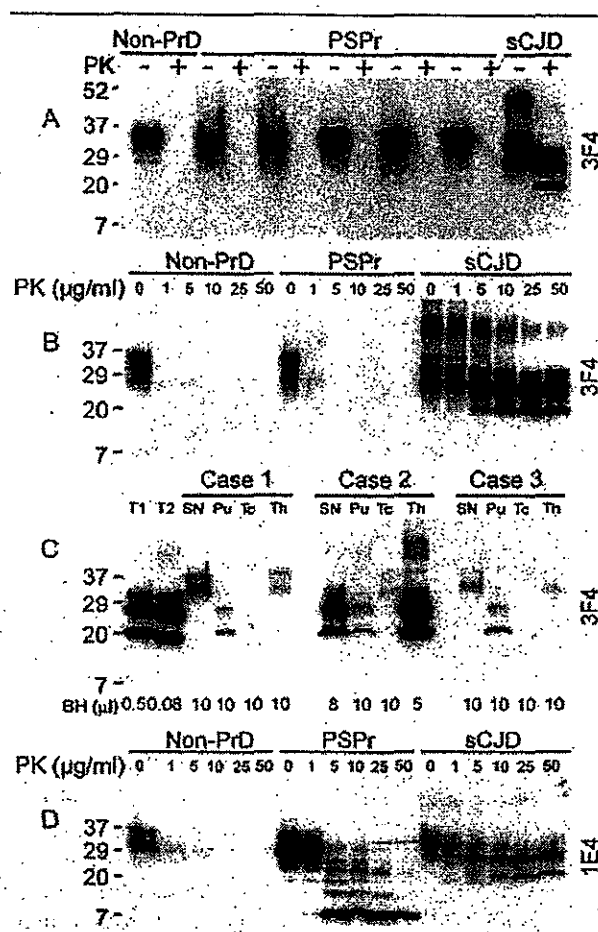 Non-PrD PSPr sCJD
PK - + - + - + - + - + - + - +
A
52
37
29
20
7
3F4
Non-PrD PSPr sCJD
PK (µg/ml) 0 1 5 10 25 50 0 1 5 10 25 50 0 1 5 10 25 50
B
37
29
20
7
3F4
Case 1 Case 2 Case 3
T1 T2 SN Pu Tc Th SN Pu Tc Th SN Pu Tc Th
C
37
29
20
7
3F4
BH (µl) 0.50 0.08 10 10 10 10 8 10 10 5 10 10 10 10
Non-PrD PSPr sCJD
PK (µg/ml) 0 1 5 10 25 50 0 1 5 10 25 50 0 1 5 10 25 50
D
37
29
20
7
1E4